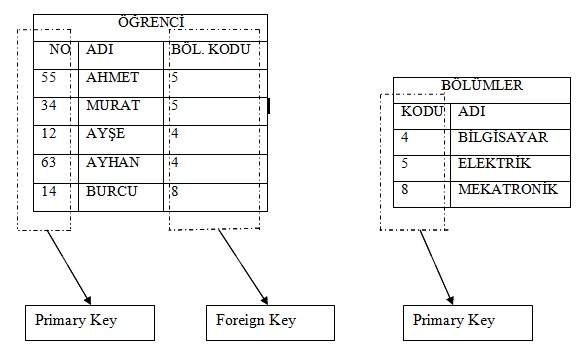 ÖĞRENCİ
NO ADI BÖL. KODU
55 AHMET 5
34 MURAT 5
12 AYŞE 4
63 AYHAN 4
14 BURCU 8
BÖLÜMLER
KODU ADI
4 BİLGİSAYAR
5 ELEKTRİK
8 MEKATRONİK
Primary Key
Foreign Key
Primary Key